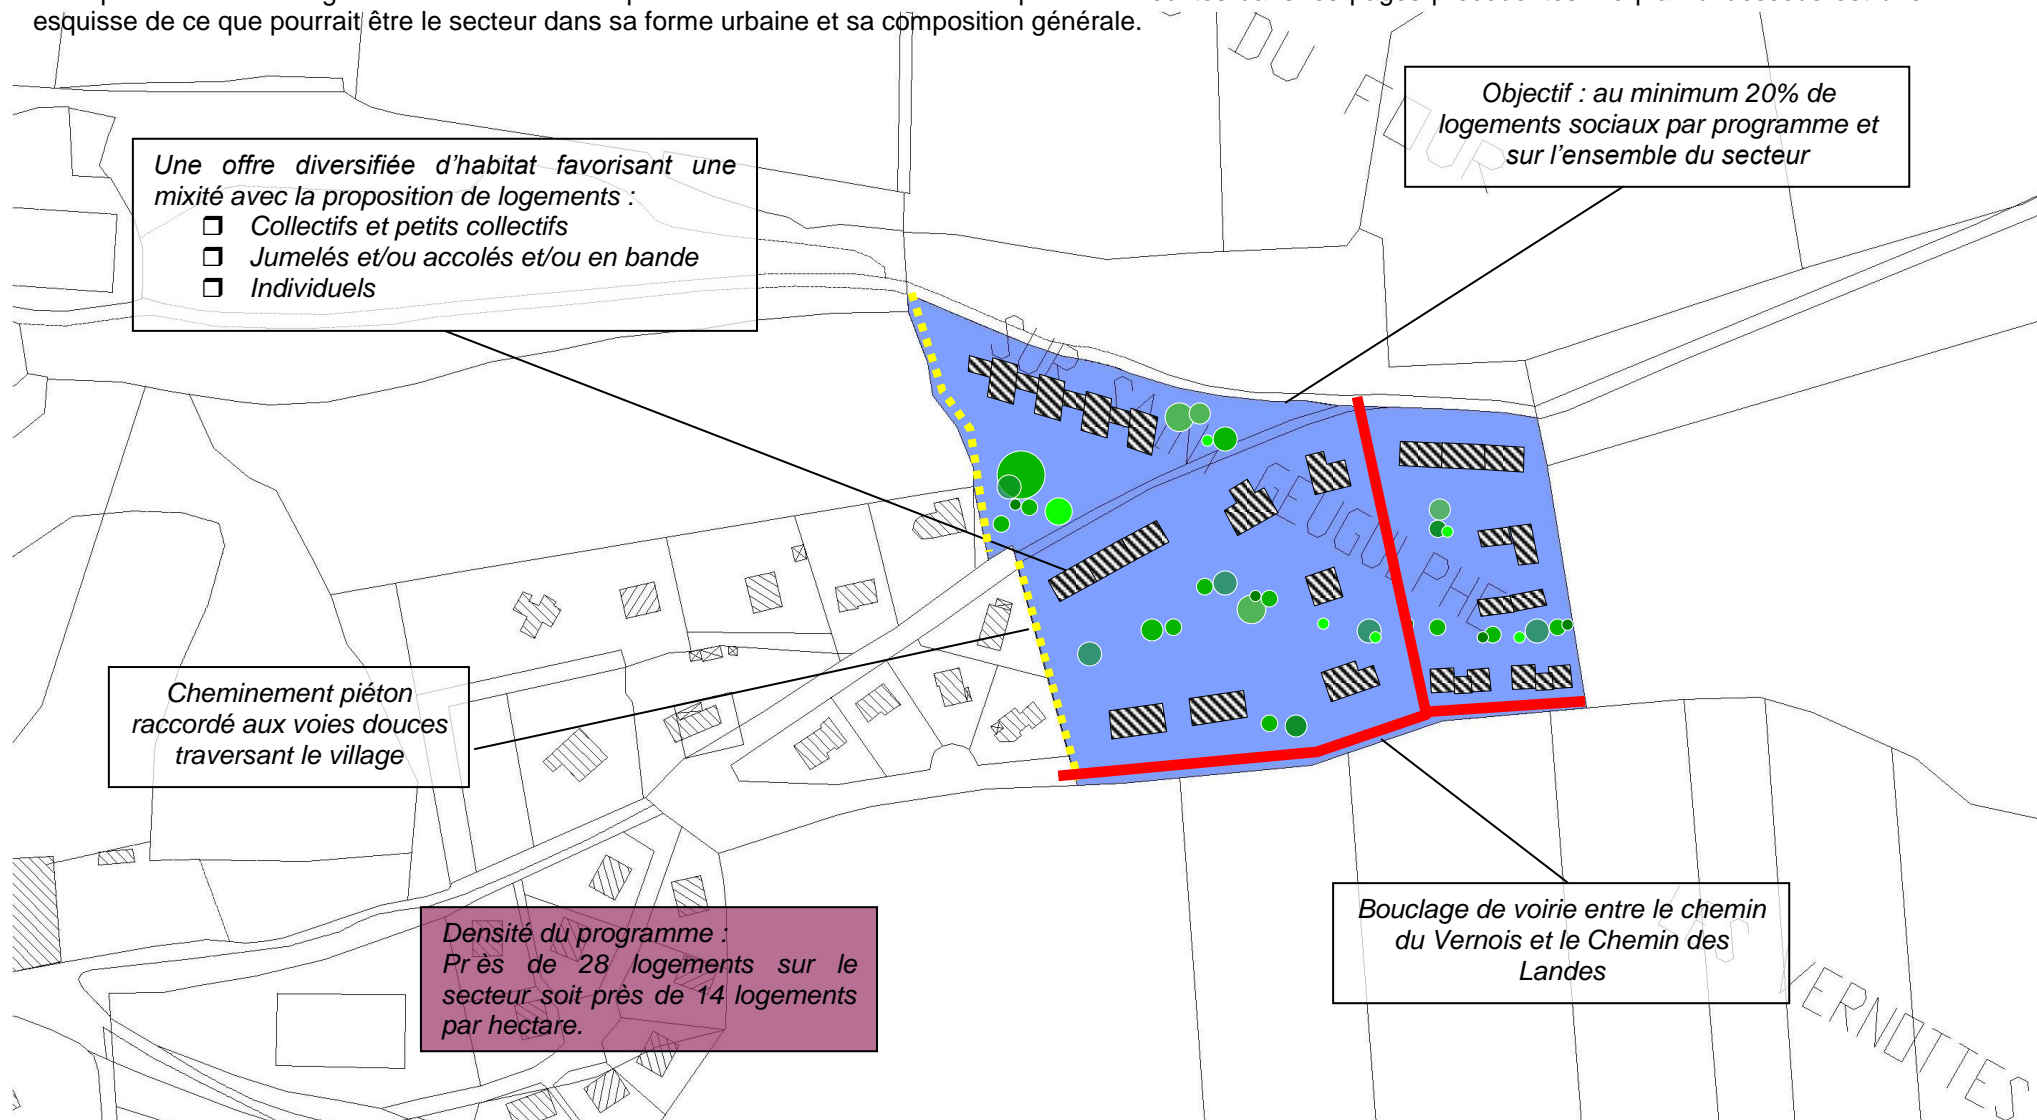 esquisse de ce que pourrait être le secteur dans sa forme urbaine et sa composition générale.
DU FOUR
Objectif : au minimum 20% de
logements sociaux par programme et
sur l'ensemble du secteur
Une offre diversifiée d'habitat favorisant une
mixité avec la proposition de logements :
❒ Collectifs et petits collectifs
❒ Jumelés et/ou accolés et/ou en bande
❒ Individuels
SUR
GEUGULPHE
Cheminement piéton
raccordé aux voies douces
traversant le village
Densité du programme :
Pr ès de 28 logements sur le
secteur soit près de 14 logements
par hectare.
Bouclage de voirie entre le chemin
du Vernois et le Chemin des
Landes
VERNOTTES